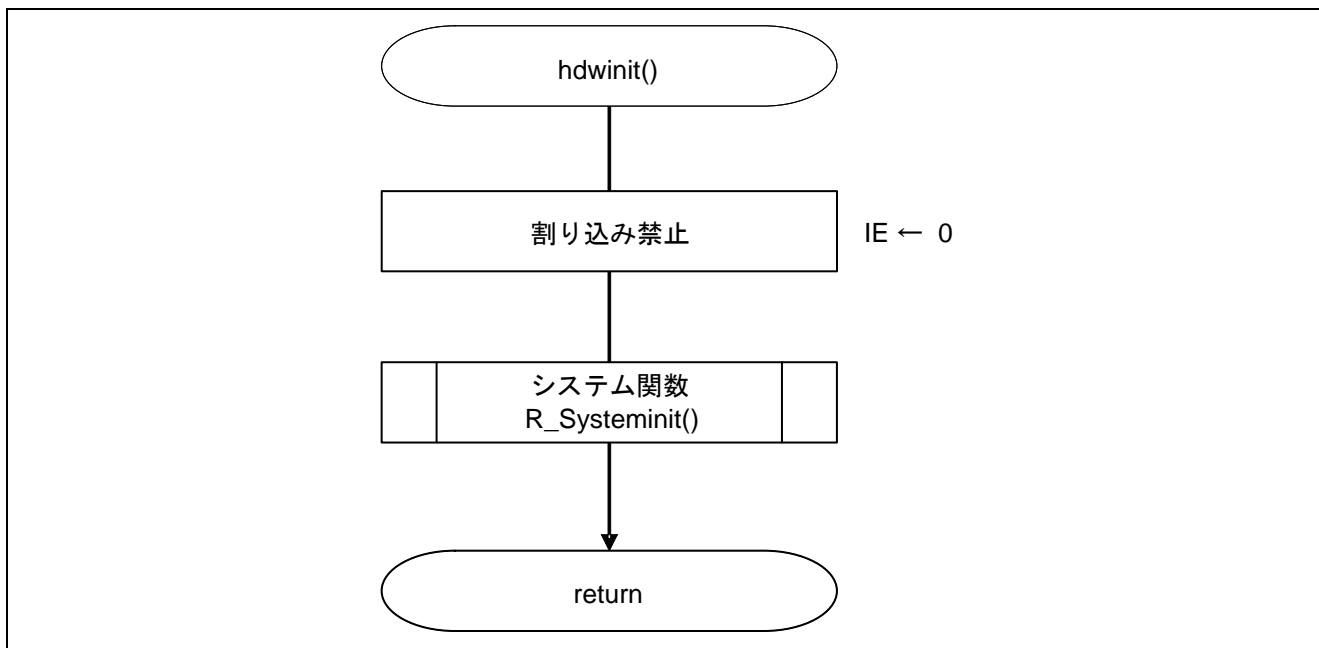 hdwinit()
割り込み禁止
IE ← 0
システム関数
R_Systeminit()
return